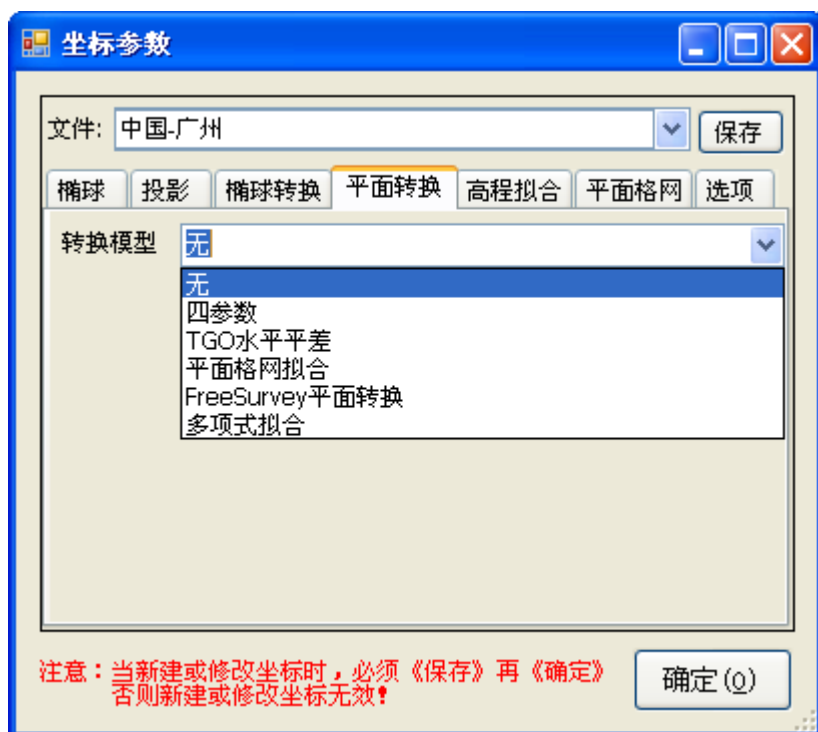 坐标参数
文件: 中国-广州 保存
椭球 投影 椭球转换 平面转换 高程拟合 平面格网 选项
转换模型 无
无
四参数
TGO水平平差
平面格网拟合
FreeSurvey平面转换
多项式拟合
注意：当新建或修改坐标时，必须《保存》再《确定》
否则新建或修改坐标无效！
确定(O)